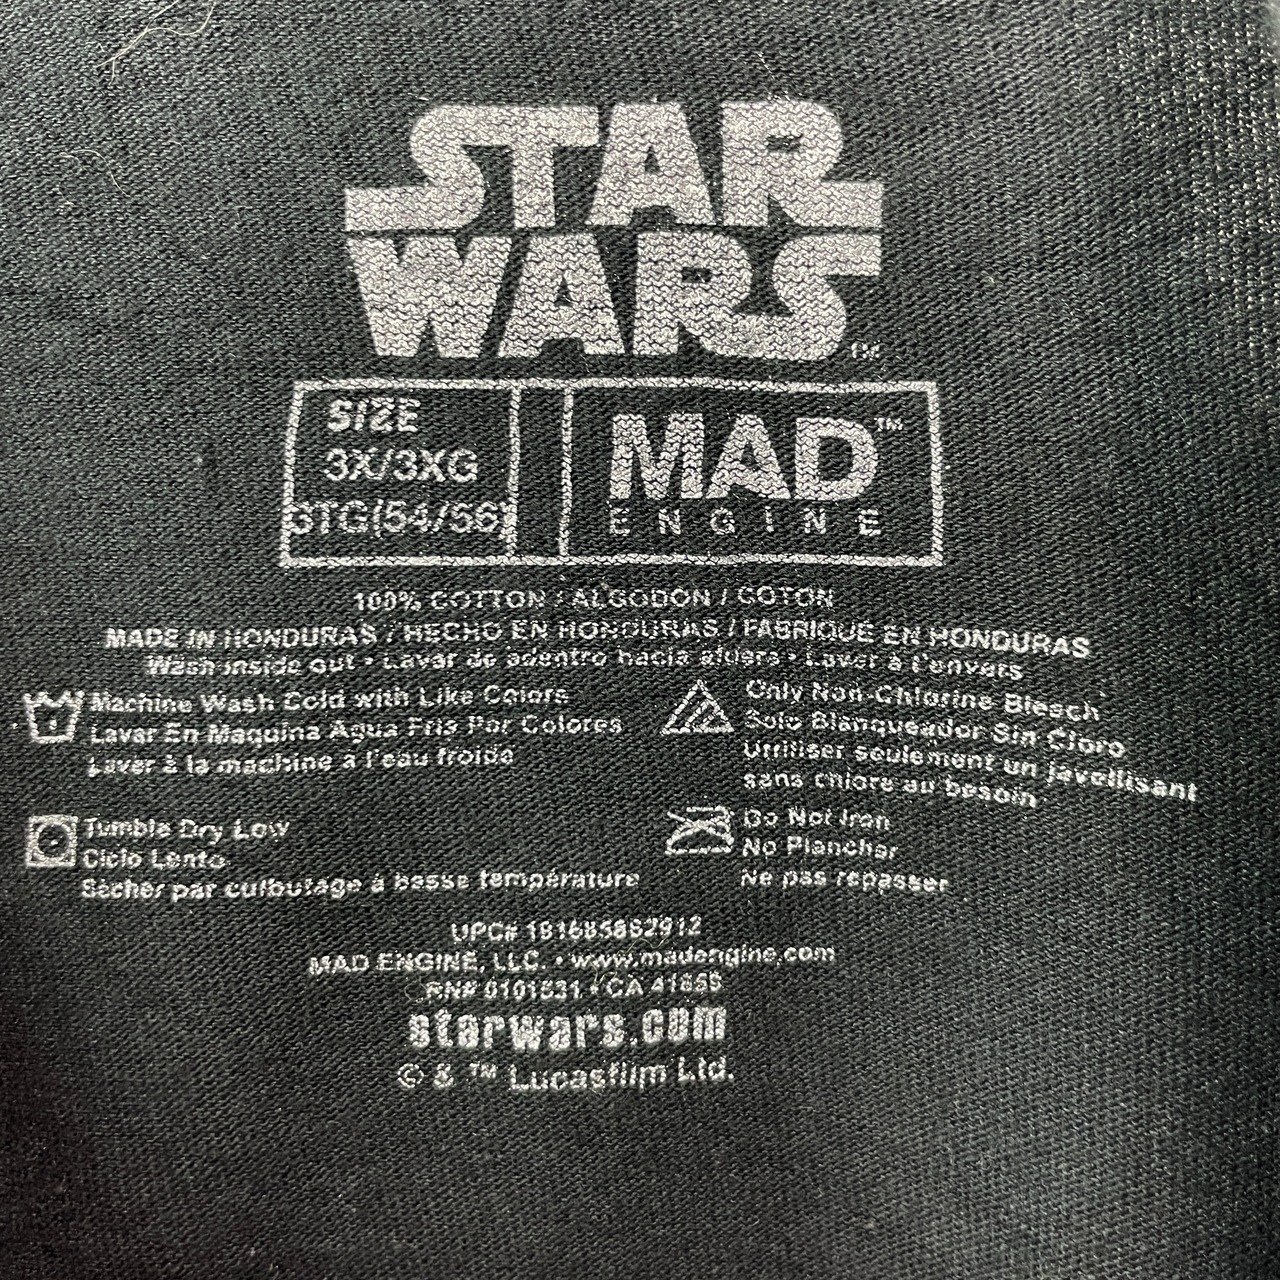 STAR
WARS
TM
SIZE
3X/3XG
3TG(54/56)
MAD™
ENGINE
100% COTTON / ALGODON / COTON
MADE IN HONDURAS / HECHO EN HONDURAS / FABRIQUE EN HONDURAS
Wash inside out • Lavar de adentro hacia afuera • Laver à l'envers
Machine Wash Cold with Like Colors
Lavar En Maquina Agua Fria Por Colores
Laver à la machine à l'eau froide
Only Non-Chlorine Bleach
Solo Blanqueador Sin Cloro
Utiliser seulement un javellisant
sans chlore au besoin
Tumble Dry Low
Ciclo Lento
Sécher par culbutage à basse température
Do Not Iron
No Planchar
Ne pas repasser
UPC#
MAD ENGINE, LLC. • www.madengine.com
RN# • CA
starwars.com
© & ™ Lucasfilm Ltd.